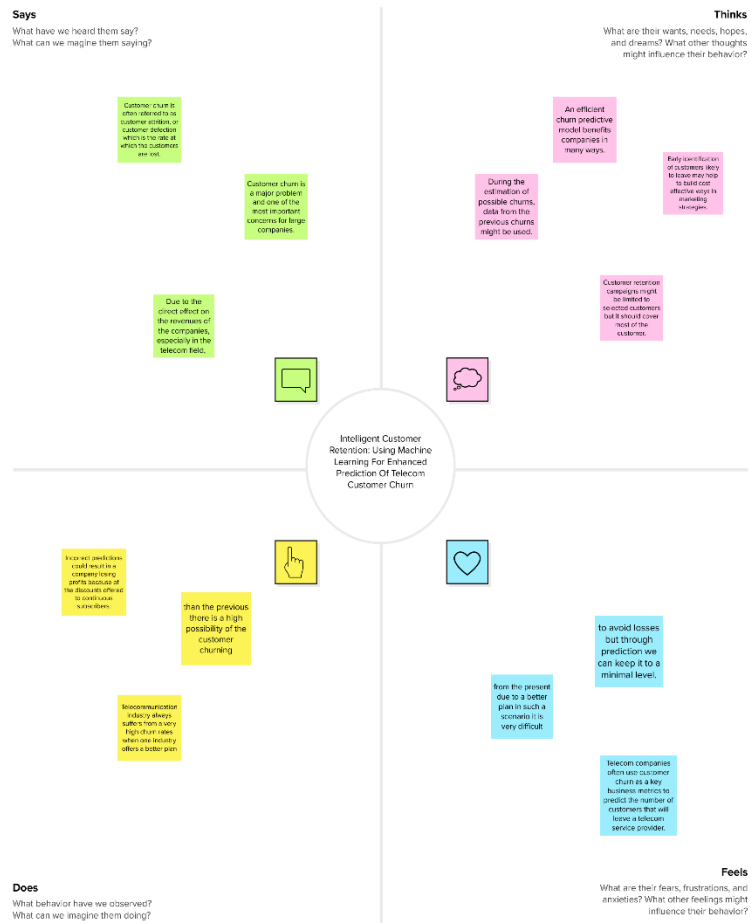 Says
What have we heard them say?
What can we magine them saying?
Thinks
What are their wants, needs, hopes,
and dreams? What other thoughts
might influence their behavior?
Customer churn is
often referred to as
customer attrition, or
customer defection
which is the rate at
which the customers
are lost.
Customer churn is
a major problem
and one of the
most important
concerns for large
companies.
Due to the
direct effect on
the revenues of
the companies,
especially in the
telecom field,
An efficient
churn predictive
model benefits
companies in
many ways.
Early identification
of customers likely
to leave may help
to build cost
effective ways in
marketing
strategies.
During the
estimation of
possible churns,
data from the
previous churns
might be used.
Customer retention
campaigns might
be limited to
selected customers
but it should cover
most of the
customer.
Intelligent Customer
Retention: Using Machine
Learning For Enhanced
Prediction Of Telecom
Customer Churn
Incorrect predictions
could result in a
company losing
profits because of
the discounts offered
to continuous
subscribers.
than the previous
there is a high
possibility of the
customer
churning
Telecommunication
industry always
suffers from a very
high churn rates
when one industry
offers a better plan
to avoid losses
but through
prediction we
can keep it to a
minimal level.
from the present
due to a better
plan in such a
scenario it is
very difficult
Telecom companies
often use customer
churn as a key
business metrics to
predict the number of
customers that will
leave a telecom
service provider.
Does
What behavior have we observed?
What can we imagine them doing?
Feels
What are their fears, frustrations, and
anxieties? What other feelings might
influence their behavior?